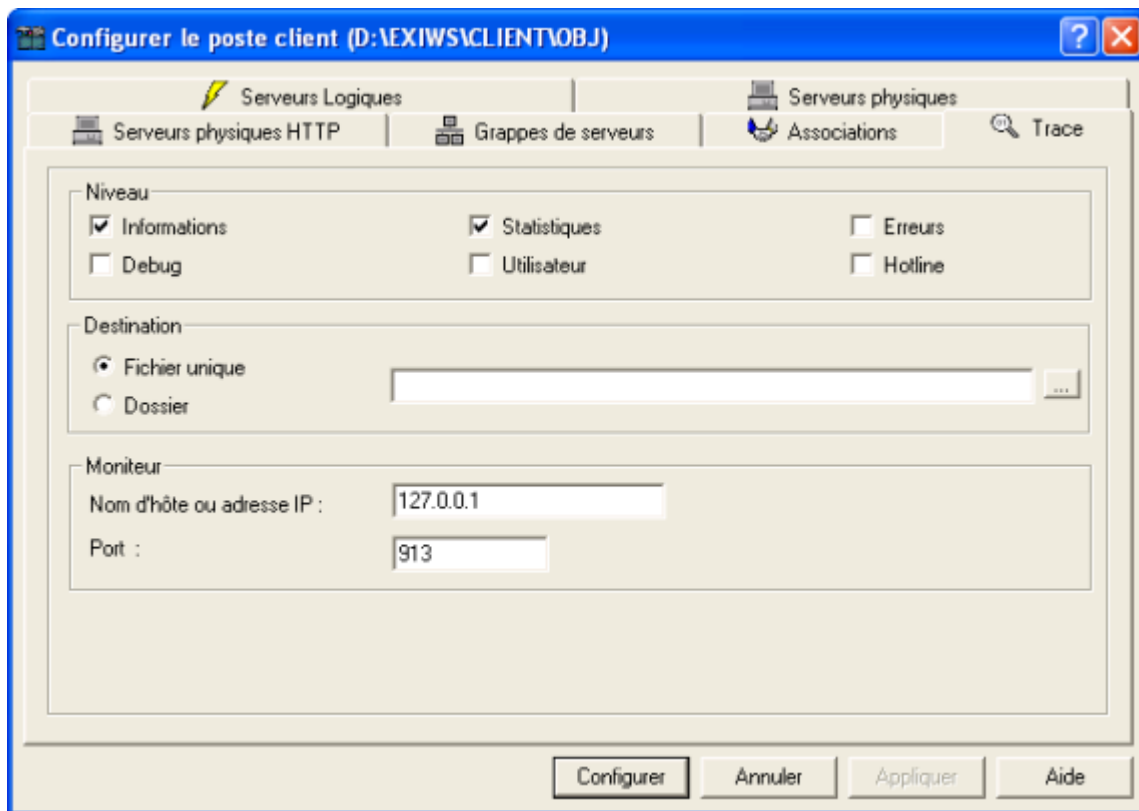 Configurer le poste client (D:\EXIWS\CLIENT\OBJ)
Serveurs Logiques Serveurs physiques
Serveurs physiques HTTP Grappes de serveurs Associations Trace
Niveau
Informations Statistiques Erreurs
Debug Utilisateur Hotline
Destination
Fichier unique
...
Dossier
Moniteur
Nom d'hôte ou adresse IP : 127.0.0.1
Port : 913
Configurer Annuler Appliquer Aide